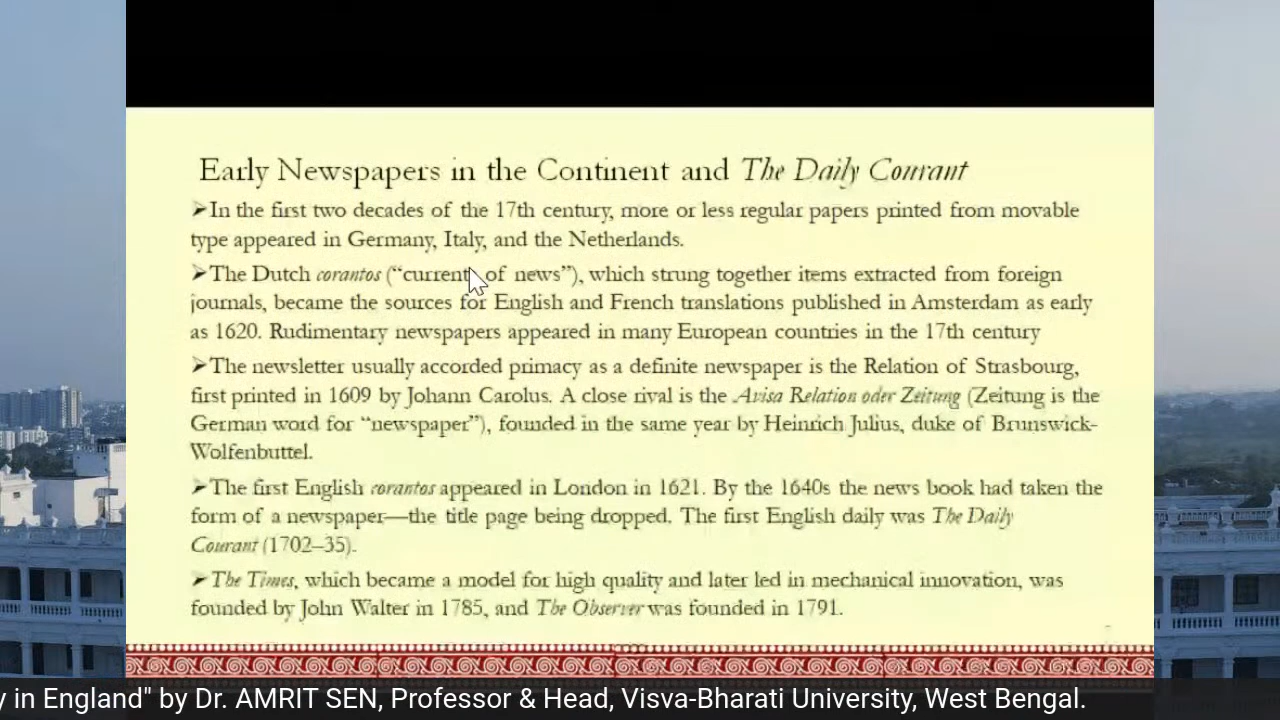 Early Newspapers in the Continent and The Daily Courant
➤In the first two decades of the 17th century, more or less regular papers printed from movable
type appeared in Germany, Italy, and the Netherlands.
➤The Dutch corantos (“current of news”), which strung together items extracted from foreign
journals, became the sources for English and French translations published in Amsterdam as early
as 1620. Rudimentary newspapers appeared in many European countries in the 17th century
➤The newsletter usually accorded primacy as a definite newspaper is the Relation of Strasbourg,
first printed in 1609 by Johann Carolus. A close rival is the Avisa Relation oder Zeitung (Zeitung is the
German word for “newspaper”), founded in the same year by Heinrich Julius, duke of Brunswick-
Wolfenbuttel.
➤The first English corantos appeared in London in 1621. By the 1640s the news book had taken the
form of a newspaper—the title page being dropped. The first English daily was The Daily
Courant (1702–35).
➤The Times, which became a model for high quality and later led in mechanical innovation, was
founded by John Walter in 1785, and The Observer was founded in 1791.
y in England" by Dr. AMRIT SEN, Professor & Head, Visva-Bharati University, West Bengal.